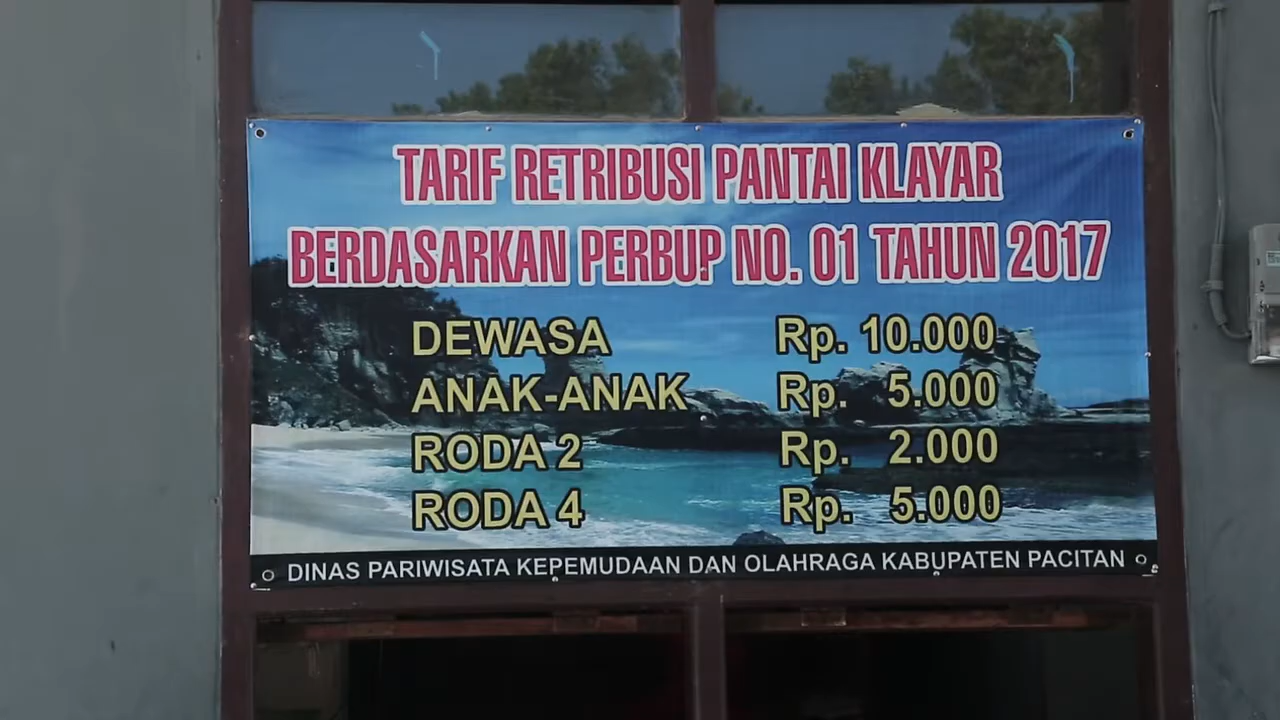 TARIF RETRIBUSI PANTAI KLAYAR
BERDASARKAN PERBUP NO. 01 TAHUN 2017
DEWASA Rp. 10.000
ANAK-ANAK Rp. 5.000
RODA 2 Rp. 2.000
RODA 4 Rp. 5.000
DINAS PARIWISATA KEPEMUDAAN DAN OLAHRAGA KABUPATEN PACITAN